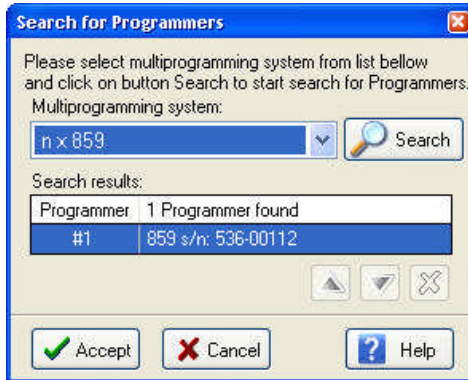 Search for Programmers
Please select multiprogramming system from list bellow
and click on button Search to start search for Programmers.
Multiprogramming system:
n x 859
Search
Search results:
Programmer 1 Programmer found
#1 859 s/n: 536-00112
Accept Cancel Help